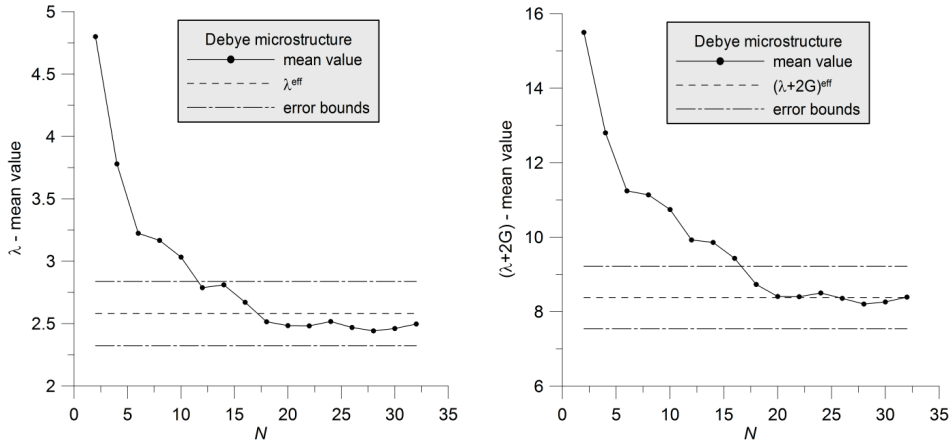 5
4.5
4
3.5
3
2.5
2
λ - mean value
0
5
10
15
20
25
30
35
N
Debye microstructure
mean value
λeff
error bounds
16
14
12
10
8
6
(λ+2G) - mean value
0
5
10
15
20
25
30
35
N
Debye microstructure
mean value
(λ+2G)eff
error bounds